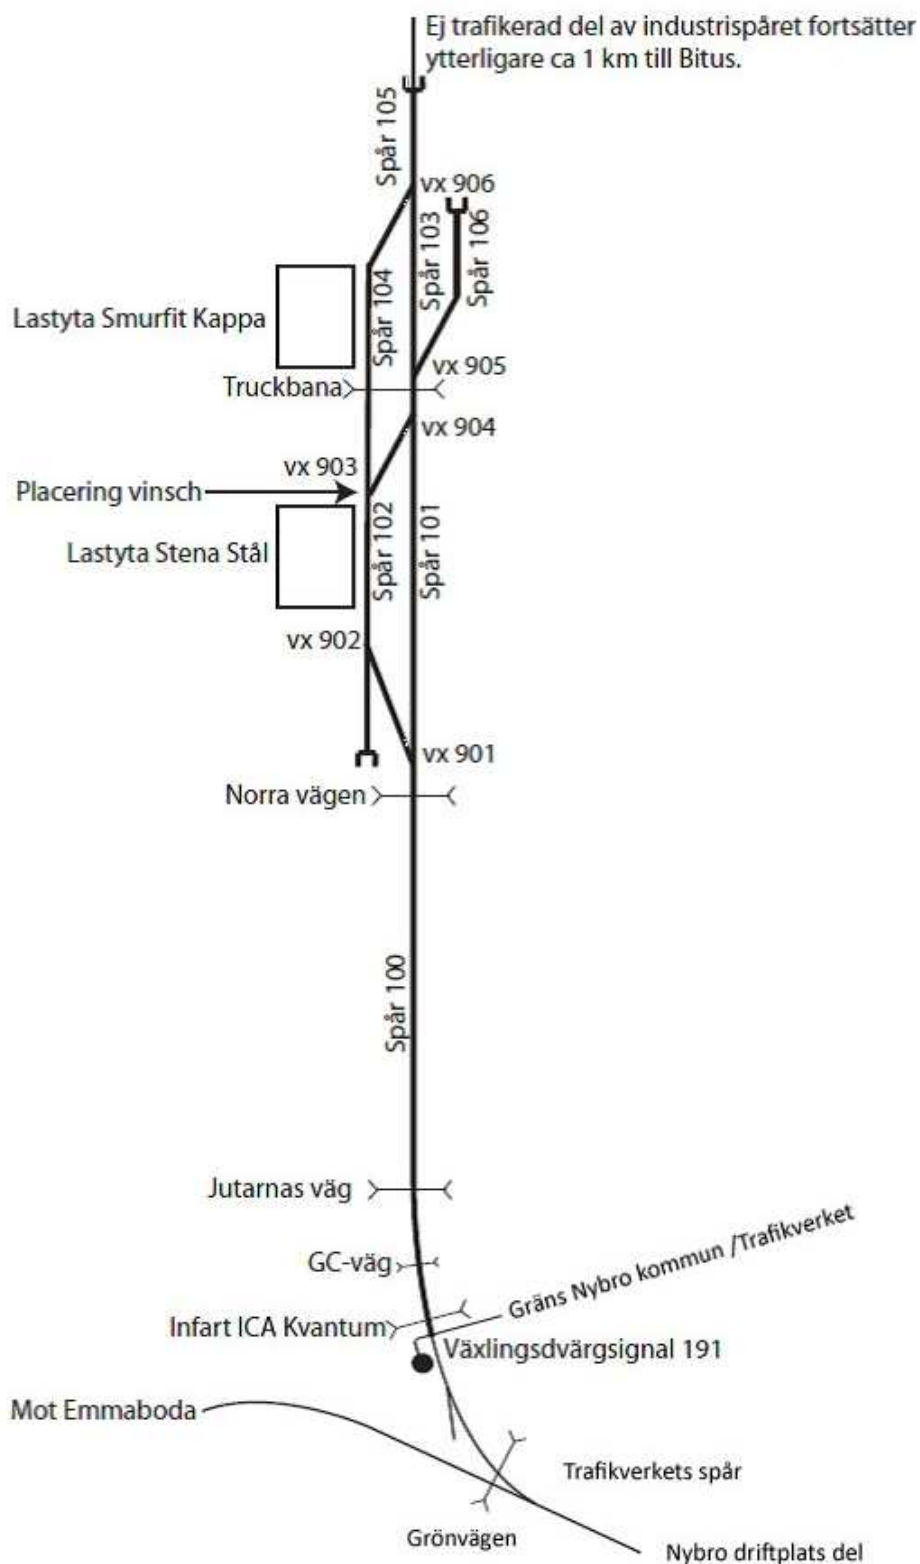 Ej trafikerad del av industrispåret fortsätter
ytterligare ca 1 km till Bitus.
Spår 105
vx 906
Spår 103
Spår 106
Spår 104
Lastyta Smurfit Kappa
vx 905
Truckbana
vx 904
vx 903
Placering vinsch
Spår 102
Spår 101
Lastyta Stena Stål
vx 902
vx 901
Norra vägen
Spår 100
Jutarnas väg
GC-väg
Gräns Nybro kommun /Trafikverket
Infart ICA Kvantum
Växlingsdvärgsignal 191
Mot Emmaboda
Trafikverkets spår
Grönvägen
Nybro driftplats del